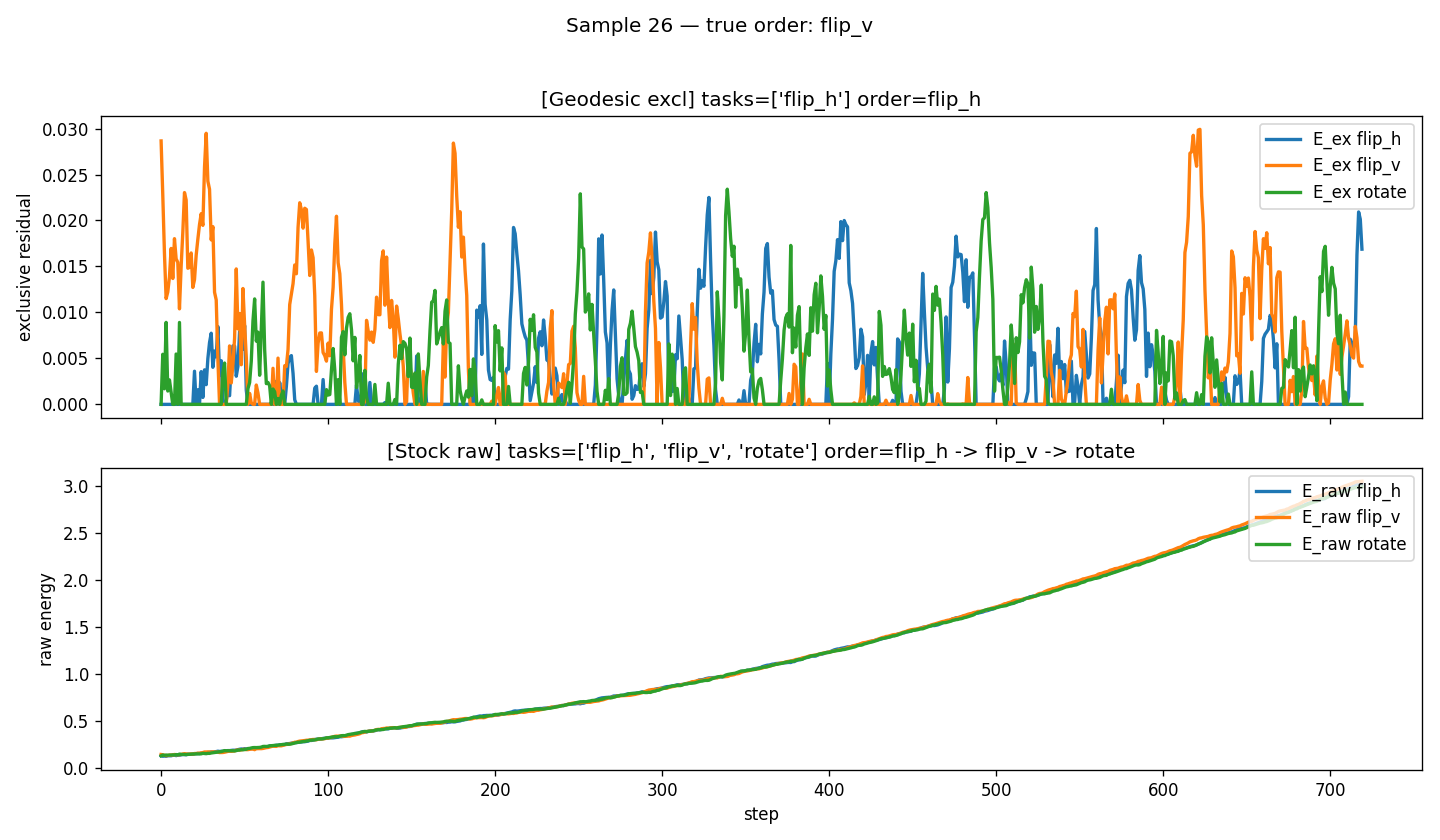 Sample 26 — true order: flip_v
[Geodesic excl] tasks=['flip_h'] order=flip_h
exclusive residual
0.030
0.025
0.020
0.015
0.010
0.005
0.000
E_ex flip_h
E_ex flip_v
E_ex rotate
[Stock raw] tasks=['flip_h', 'flip_v', 'rotate'] order=flip_h -> flip_v -> rotate
raw energy
3.0
2.5
2.0
1.5
1.0
0.5
0.0
E_raw flip_h
E_raw flip_v
E_raw rotate
0 100 200 300 400 500 600 700
step